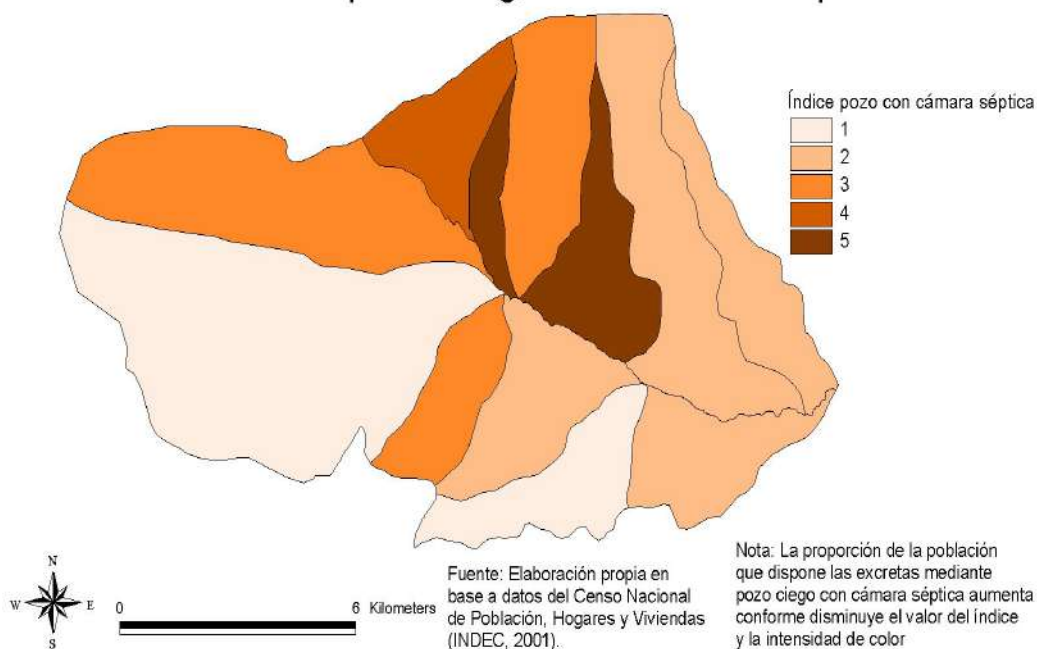 Índice pozo con cámara séptica
1
2
3
4
5
N
W E
S
0 6 Kilometers
Fuente: Elaboración propia en
base a datos del Censo Nacional
de Población, Hogares y Viviendas
(INDEC, 2001).
Nota: La proporción de la población
que dispone las excretas mediante
pozo ciego con cámara séptica aumenta
conforme disminuye el valor del índice
y la intensidad de color